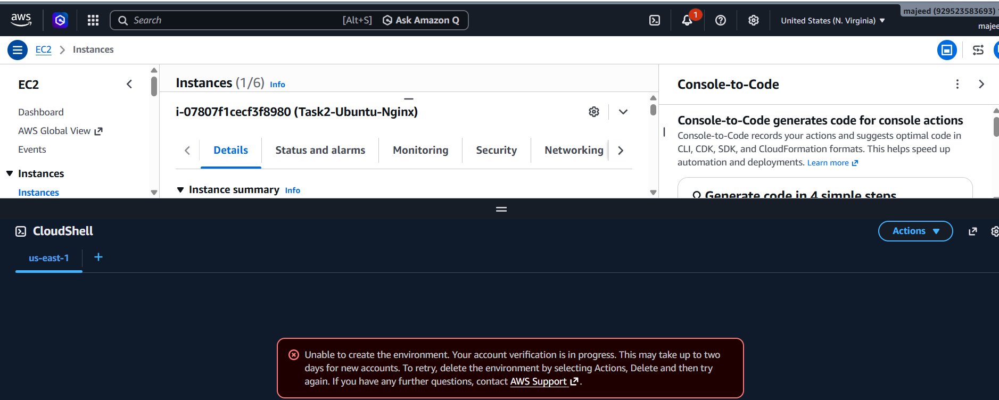 aws
Search
[Alt+S]
Ask Amazon Q
1
United States (N. Virginia)
majeed (929523583693)
EC2
Instances
EC2
Dashboard
AWS Global View
Events
Instances
Instances
Instances (1/6) Info
i-07807f1cecf3f8980 (Task2-Ubuntu-Nginx)
Details
Status and alarms
Monitoring
Security
Networking
Instance summary Info
Console-to-Code
Console-to-Code generates code for console actions
Console-to-Code records your actions and suggests optimal code in
CLI, CDK, SDK, and CloudFormation formats. This helps speed up
automation and deployments. Learn more
Generate code in 4 simple steps
CloudShell
Actions
us-east-1
+
Unable to create the environment. Your account verification is in progress. This may take up to two
days for new accounts. To retry, delete the environment by selecting Actions, Delete and then try
again. If you have any further questions, contact AWS Support.